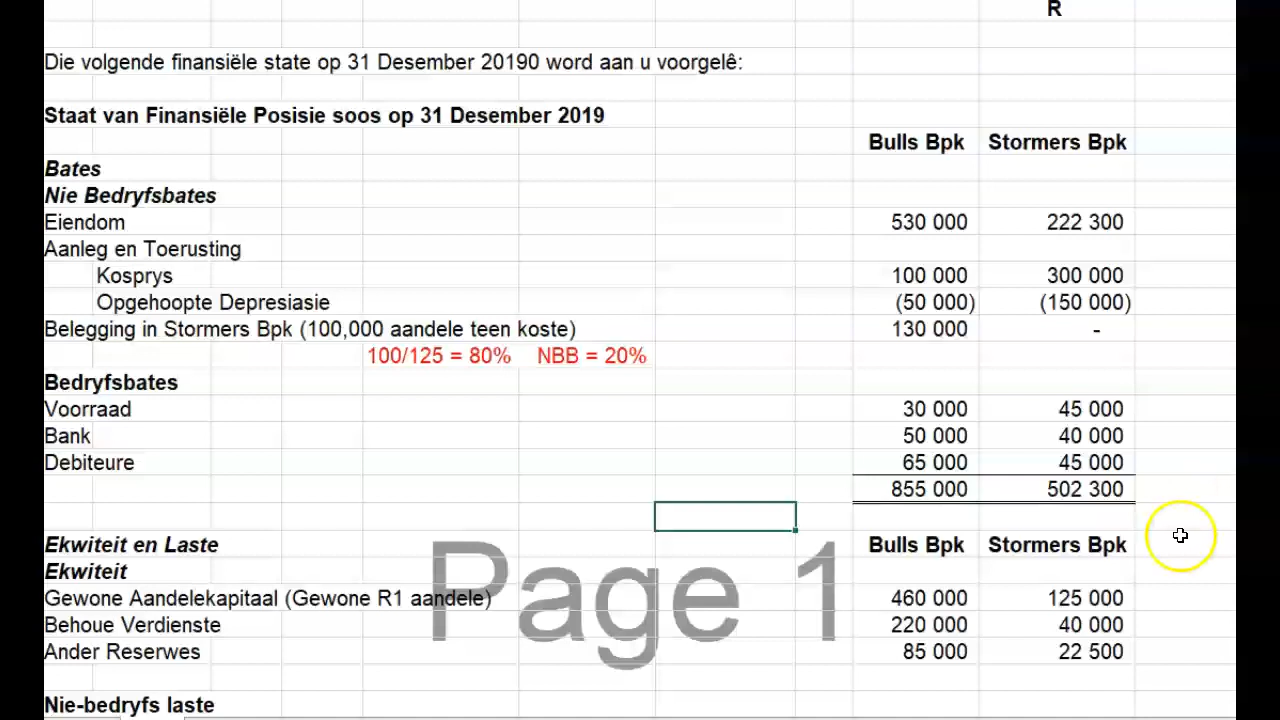 R
Die volgende finansiële state op 31 Desember 20190 word aan u voorgelê:
Staat van Finansiële Posisie soos op 31 Desember 2019
Bulls Bpk Stormers Bpk
Bates
Nie Bedryfsbates
Eiendom 530 000 222 300
Aanleg en Toerusting
Kosprys 100 000 300 000
Opgehoopte Depresiasie (50 000) (150 000)
Belegging in Stormers Bpk (100,000 aandele teen koste) 130 000 -
100/125 = 80% NBB = 20%
Bedryfsbates
Voorraad 30 000 45 000
Bank 50 000 40 000
Debiteure 65 000 45 000
855 000 502 300
Ekwiteit en Laste Bulls Bpk Stormers Bpk
Ekwiteit
Page 1
Gewone Aandelekapitaal (Gewone R1 aandele) 460 000 125 000
Behoue Verdienste 220 000 40 000
Ander Reserwes 85 000 22 500
Nie-bedryfs laste